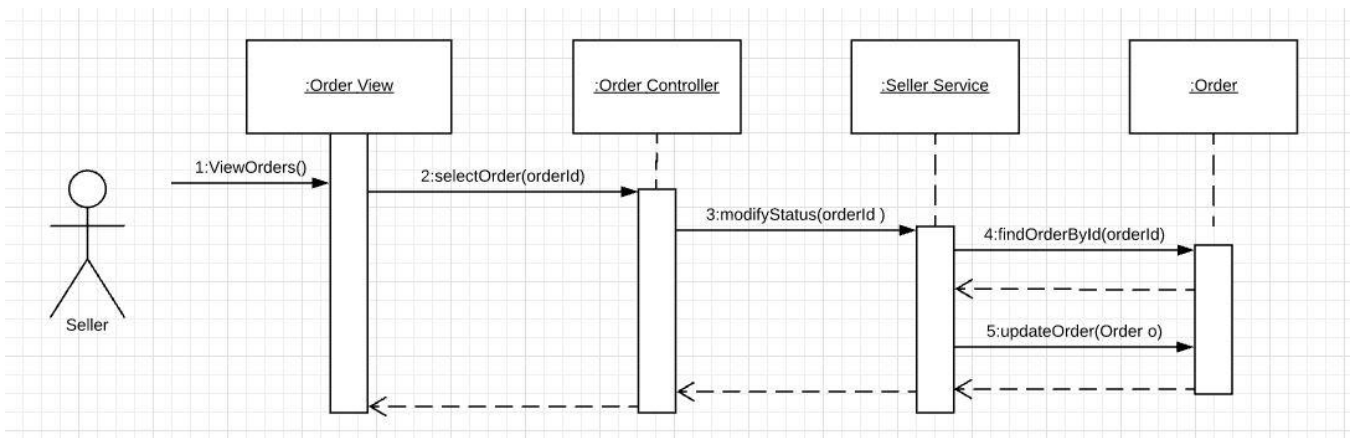 :Order View
:Order Controller
:Seller Service
:Order
1:ViewOrders()
2:selectOrder(orderId)
3:modifyStatus(orderId )
4:findOrderById(orderId)
Seller
5:updateOrder(Order o)